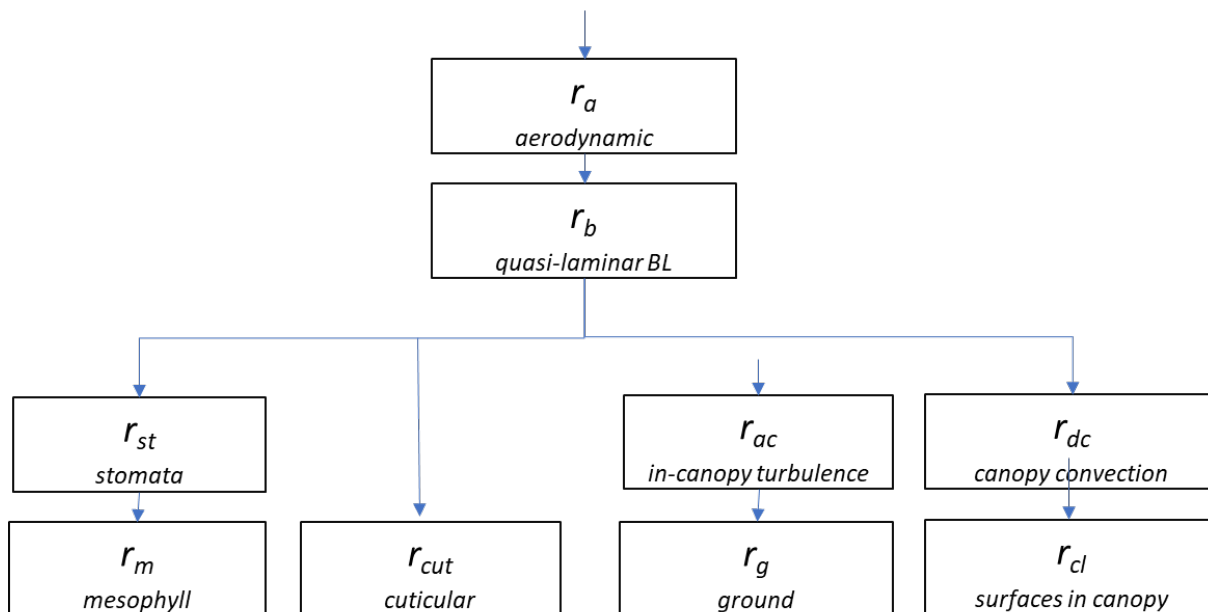 r_a
aerodynamic
r_b
quasi-laminar BL
r_st
stomata
r_ac
in-canopy turbulence
r_dc
canopy convection
r_m
mesophyll
r_cut
cuticular
r_g
ground
r_cl
surfaces in canopy